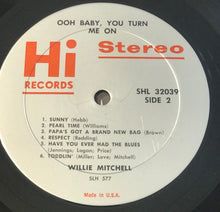 OOH BABY, YOU TURN
ME ON
Hi
RECORDS
Stereo
SHL 32039
SIDE 2
1. SUNNY (Hebb)
2. PEARL TIME (Williams)
3. PAPA'S GOT A BRAND NEW BAG (Brown)
4. RESPECT (Bedding)
5. HAVE YOU EVER HAD THE BLUES
(Jennings; Logan; Price)
6. TODDLIN' (Miller; Love; Mitchell)
WILLIE MITCHELL
SLH 577
Made in U.S.A.